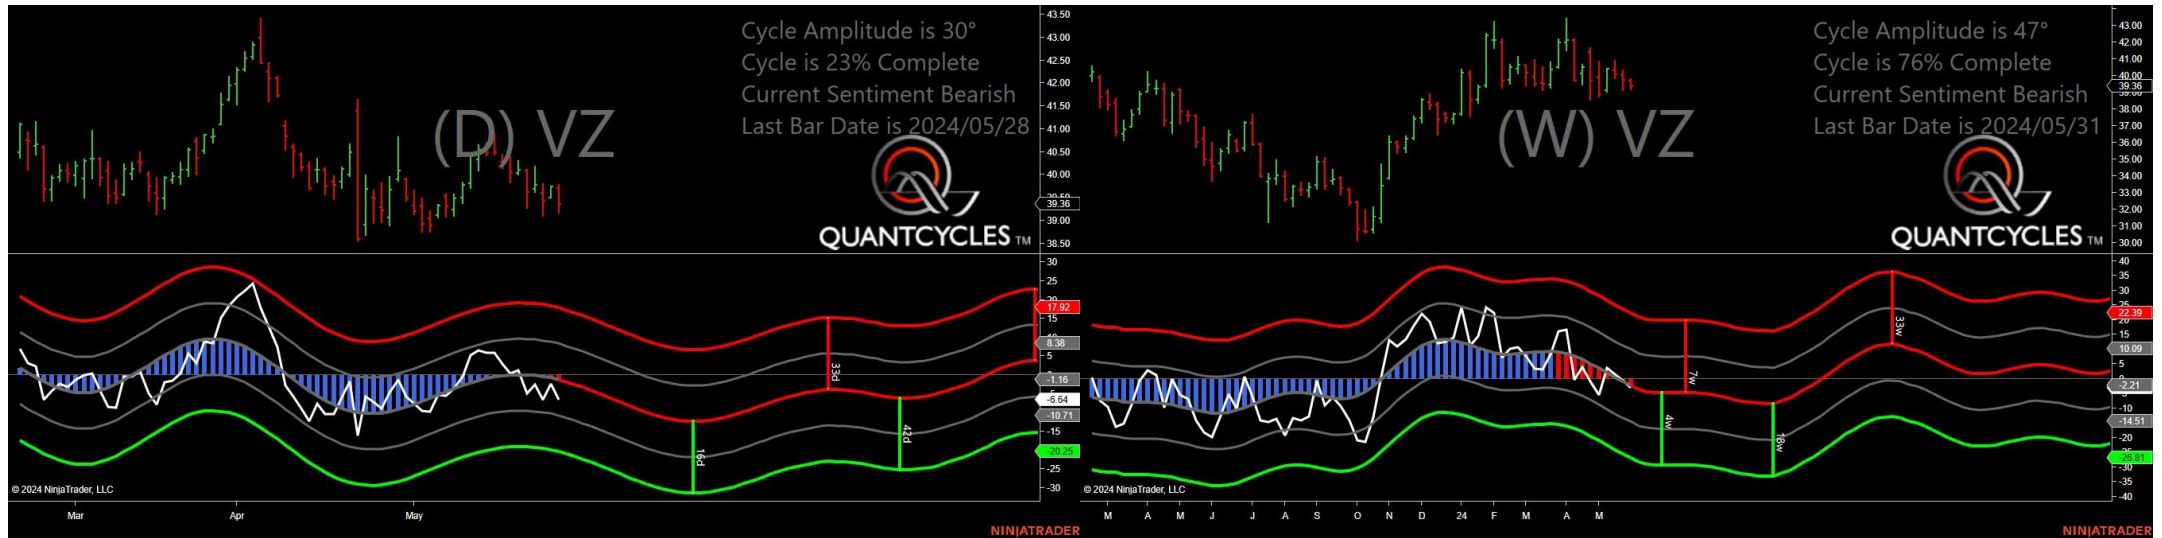 Cycle Amplitude is 30°
Cycle is 23% Complete
Current Sentiment Bearish
Last Bar Date is 2024/05/28
(D) VZ
QUANTCYCLES TM
43.50
43.00
42.50
42.00
41.50
41.00
40.50
40.00
39.36
39.00
38.50
30
25
17.92
15
8.38
5
-1.16
-6.64
-10.71
-15
-20.25
-25
-30
16d
33d
42d
© 2024 NinjaTrader, LLC
Mar
Apr
May
NINJATRADER
Cycle Amplitude is 47°
Cycle is 76% Complete
Current Sentiment Bearish
Last Bar Date is 2024/05/31
(W) VZ
QUANTCYCLES TM
43.00
42.00
41.00
40.00
39.36
38.00
37.00
36.00
35.00
34.00
33.00
32.00
31.00
30.00
40
35
30
25
22.39
15
10.09
5
-2.21
-10
-14.51
-20
-26.81
-30
-35
-40
4w
7w
18w
33w
© 2024 NinjaTrader, LLC
M
A
M
J
J
A
S
O
N
D
24
F
M
A
M
NINJATRADER